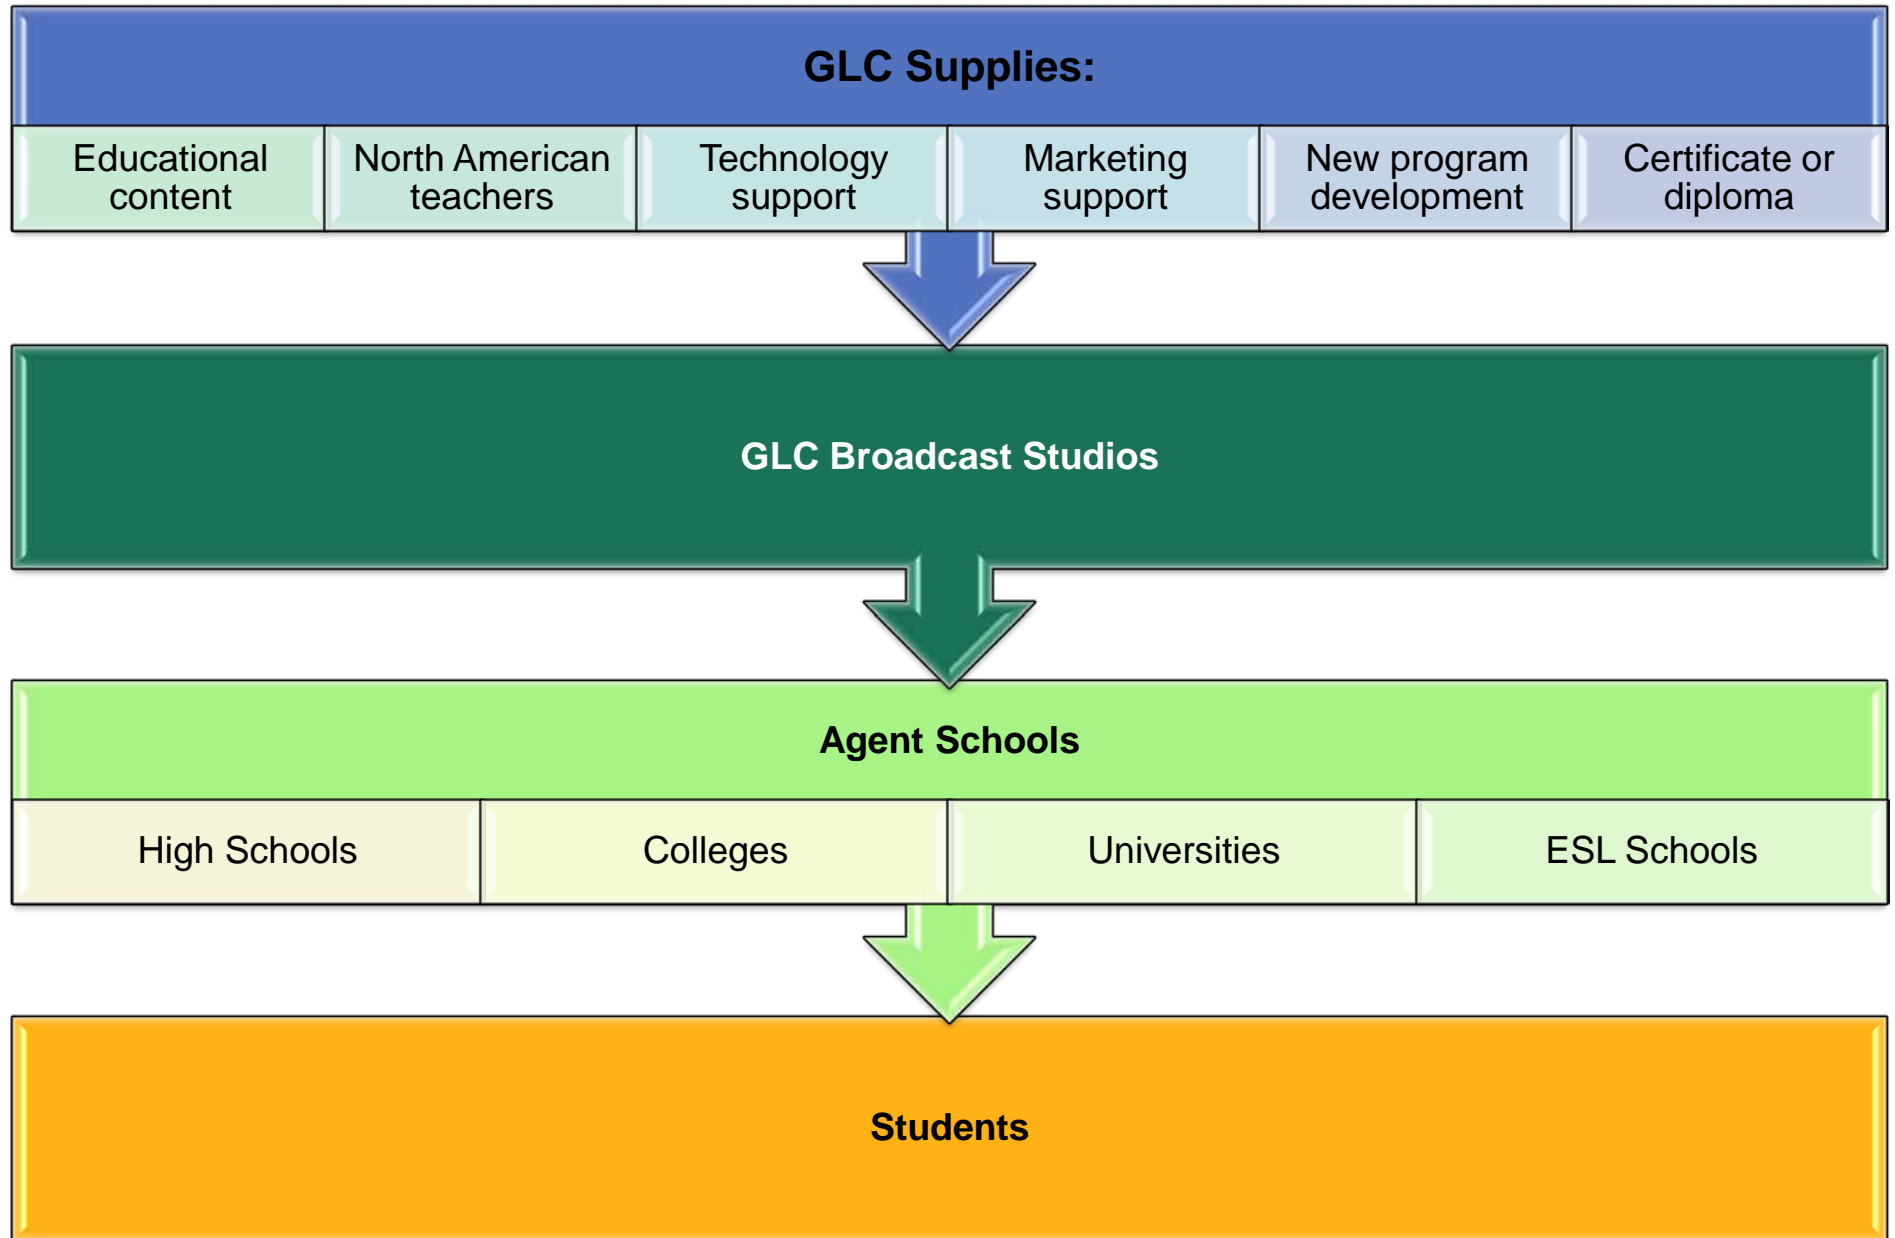 GLC Supplies:
Educational
content
North American
teachers
Technology
support
Marketing
support
New program
development
Certificate or
diploma
GLC Broadcast Studios
Agent Schools
High Schools
Colleges
Universities
ESL Schools
Students